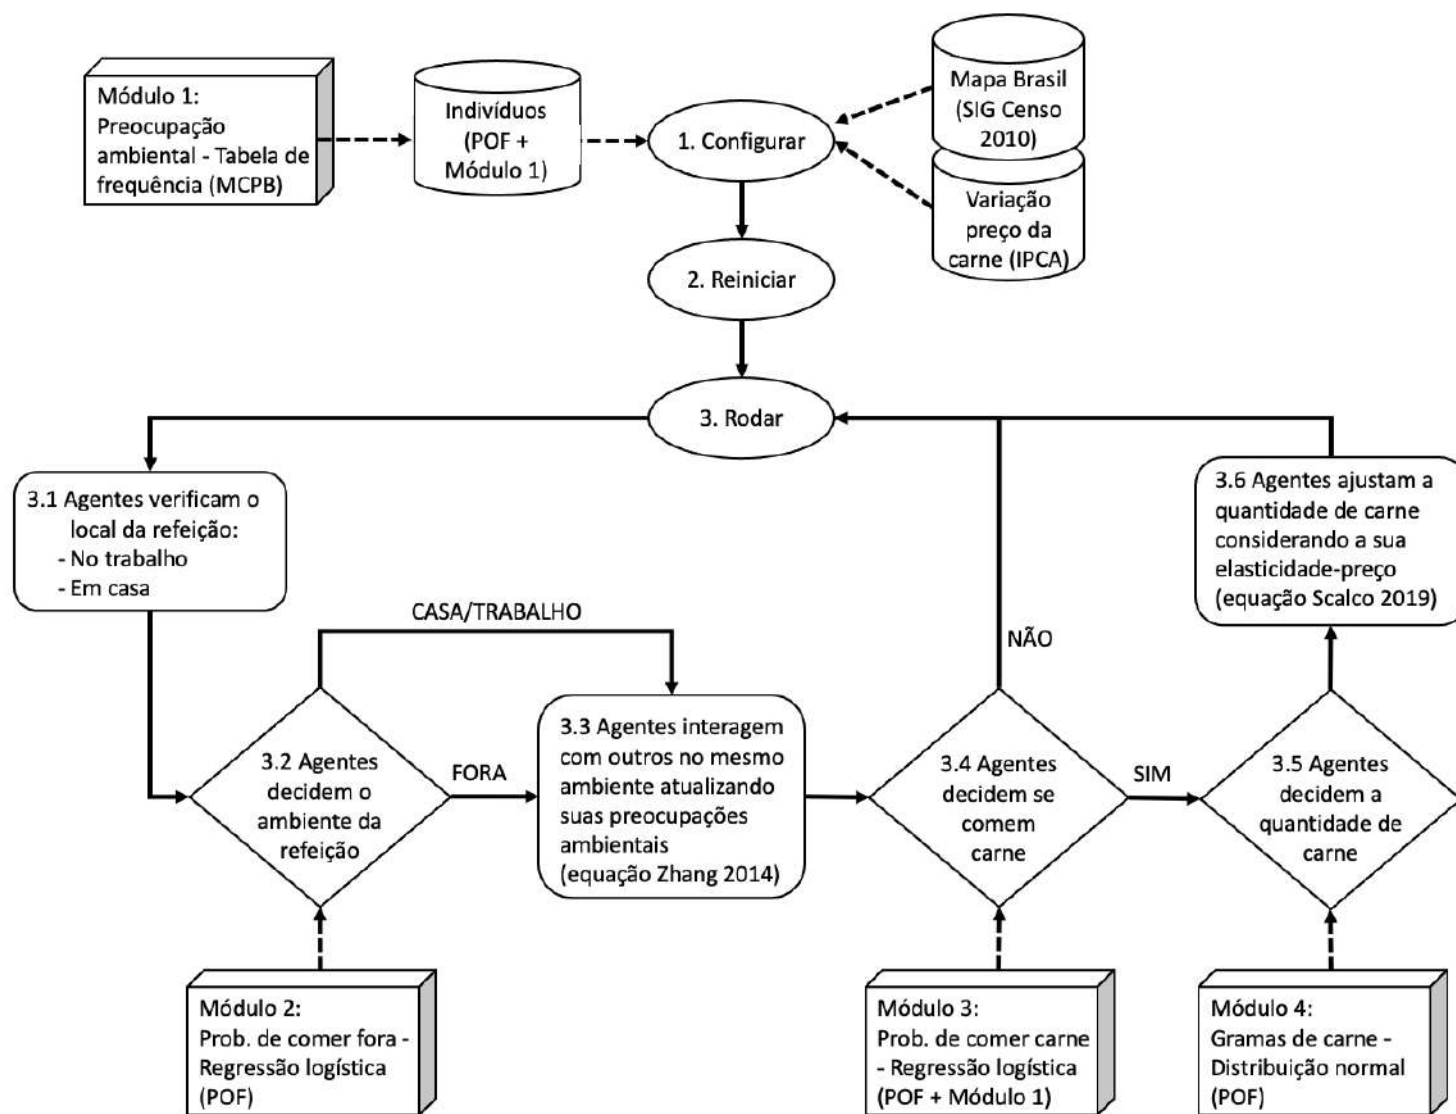 Módulo 1:
Preocupação
ambiental - Tabela de
frequência (MCPB)
Indivíduos
(POF +
Módulo 1)
1. Configurar
Mapa Brasil
(SIG Censo
2010)
Variação
preço da
carne (IPCA)
2. Reiniciar
3. Rodar
3.1 Agentes verificam o
local da refeição:
- No trabalho
- Em casa
CASA/TRABALHO
3.2 Agentes
decidem o
ambiente da
refeição
FORA
3.3 Agentes interagem
com outros no mesmo
ambiente atualizando
suas preocupações
ambientais
(equação Zhang 2014)
NÃO
3.4 Agentes
decidem se
comem
carne
SIM
3.5 Agentes
decidem a
quantidade de
carne
3.6 Agentes ajustam a
quantidade de carne
considerando a sua
elasticidade-preço
(equação Scalco 2019)
Módulo 2:
Prob. de comer fora -
Regressão logística
(POF)
Módulo 3:
Prob. de comer carne
- Regressão logística
(POF + Módulo 1)
Módulo 4:
Gramas de carne -
Distribuição normal
(POF)